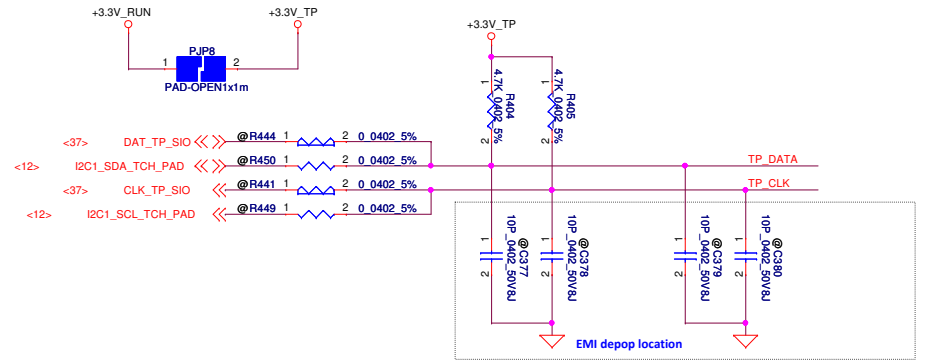 +3.3V_RUN
+3.3V_TP
PJP8
1
2
PAD-OPEN1x1m
+3.3V_TP
1
2
4.7K_0402_5%
R404
1
2
4.7K_0402_5%
R405
<37> DAT_TP_SIO @R444 1 2 0_0402_5%
<12> I2C1_SDA_TCH_PAD @R450 1 2 0_0402_5%
<37> CLK_TP_SIO @R441 1 2 0_0402_5%
<12> I2C1_SCL_TCH_PAD @R449 1 2 0_0402_5%
TP_DATA
TP_CLK
1
2
10P_0402_50V8J
@C377
1
2
10P_0402_50V8J
@C378
1
2
10P_0402_50V8J
@C379
1
2
10P_0402_50V8J
@C380
EMI depop location